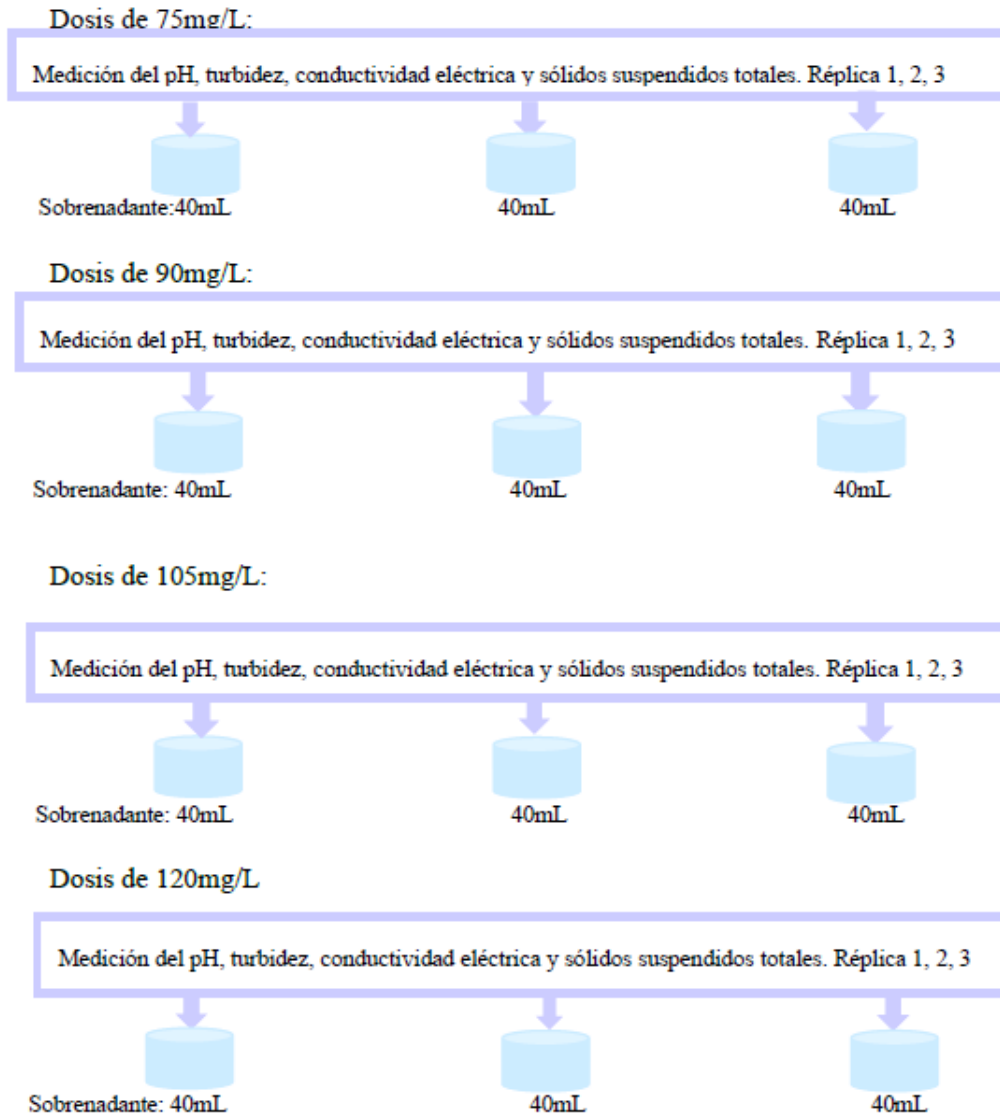 Dosis de 75mg/L:
Medición del pH, turbidez, conductividad eléctrica y sólidos suspendidos totales. Réplica 1, 2, 3
Sobrenadante:40mL 40mL 40mL
Dosis de 90mg/L:
Medición del pH, turbidez, conductividad eléctrica y sólidos suspendidos totales. Réplica 1, 2, 3
Sobrenadante: 40mL 40mL 40mL
Dosis de 105mg/L:
Medición del pH, turbidez, conductividad eléctrica y sólidos suspendidos totales. Réplica 1, 2, 3
Sobrenadante: 40mL 40mL 40mL
Dosis de 120mg/L
Medición del pH, turbidez, conductividad eléctrica y sólidos suspendidos totales. Réplica 1, 2, 3
Sobrenadante: 40mL 40mL 40mL